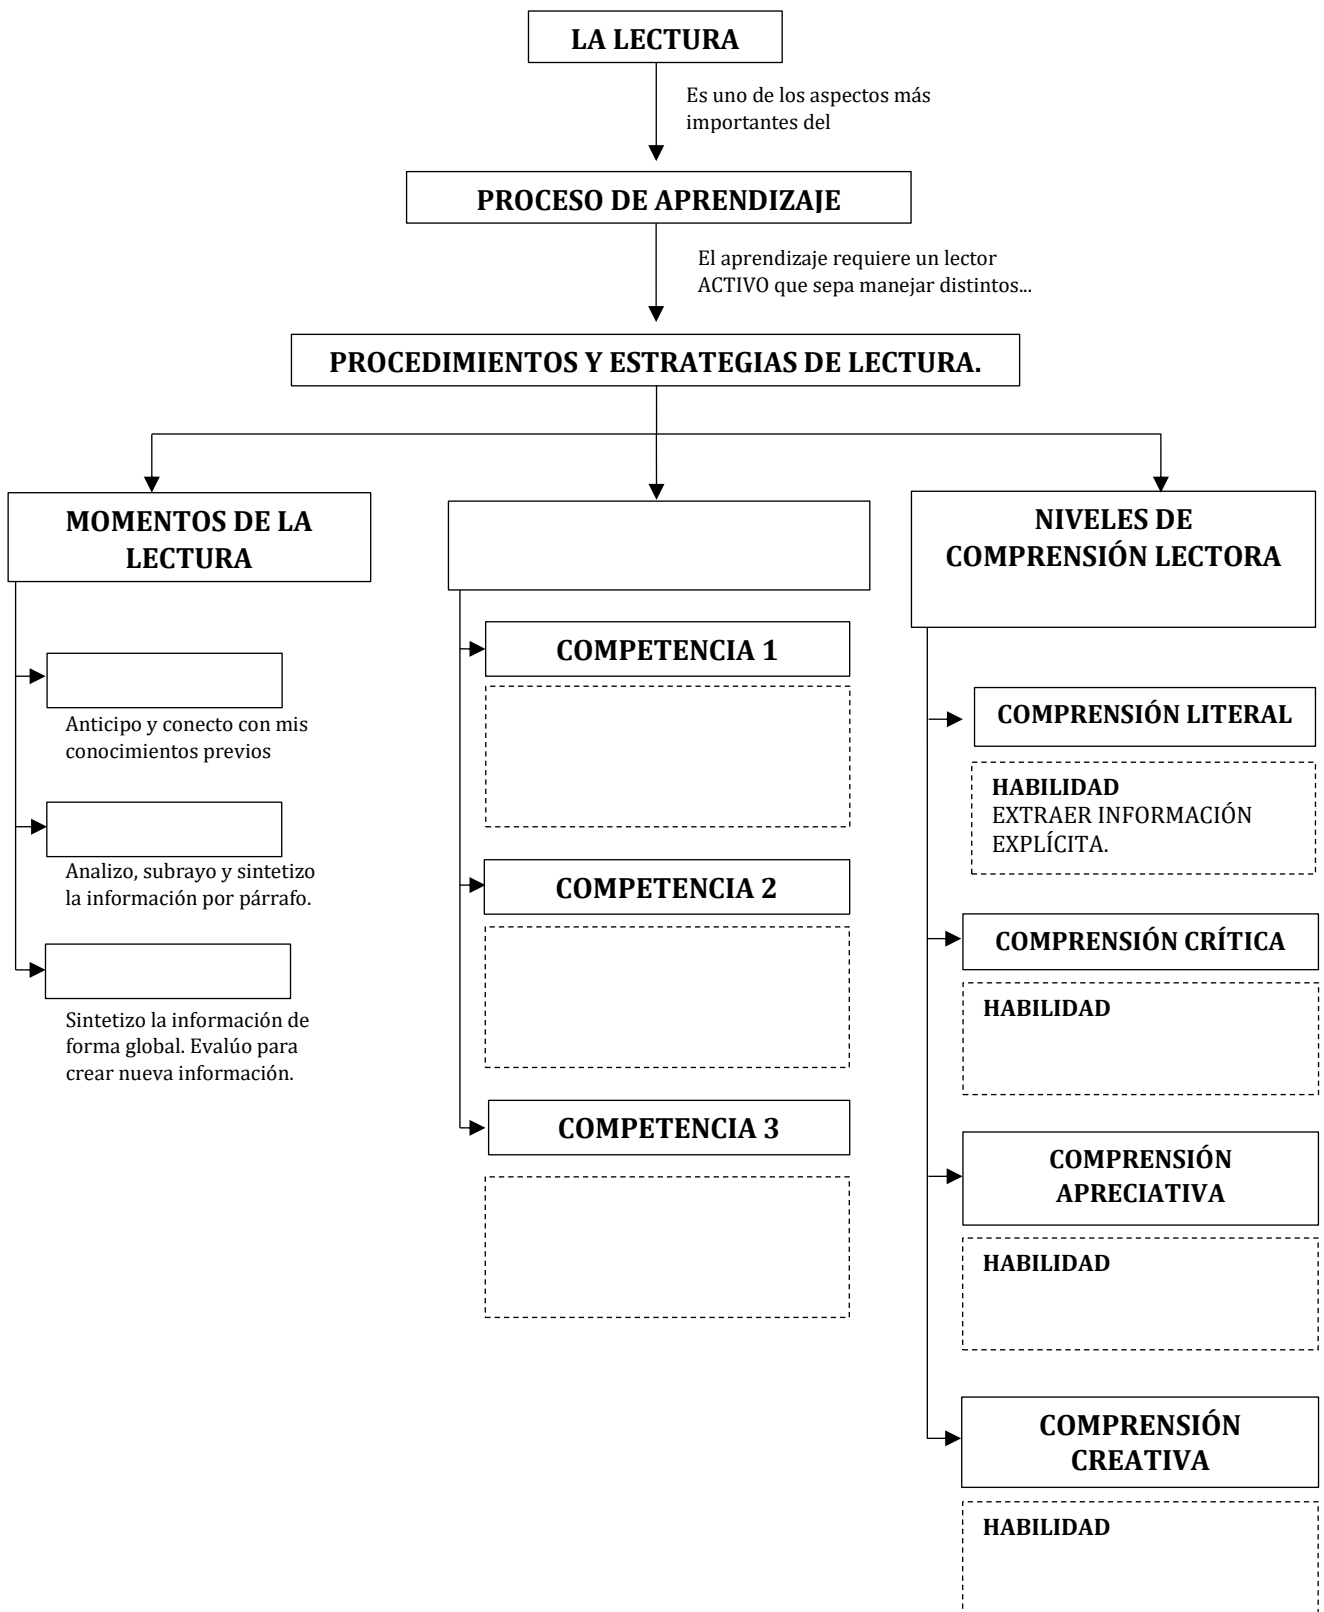 LA LECTURA
Es uno de los aspectos más
importantes del
PROCESO DE APRENDIZAJE
El aprendizaje requiere un lector
ACTIVO que sepa manejar distintos...
PROCEDIMIENTOS Y ESTRATEGIAS DE LECTURA.
MOMENTOS DE LA
LECTURA
Anticipo y conecto con mis
conocimientos previos
Analizo, subrayo y sintetizo
la información por párrafo.
Sintetizo la información de
forma global. Evalúo para
crear nueva información.
COMPETENCIA 1
COMPETENCIA 2
COMPETENCIA 3
NIVELES DE
COMPRENSIÓN LECTORA
COMPRENSIÓN LITERAL
HABILIDAD
EXTRAER INFORMACIÓN
EXPLÍCITA.
COMPRENSIÓN CRÍTICA
HABILIDAD
COMPRENSIÓN
APRECIATIVA
HABILIDAD
COMPRENSIÓN
CREATIVA
HABILIDAD